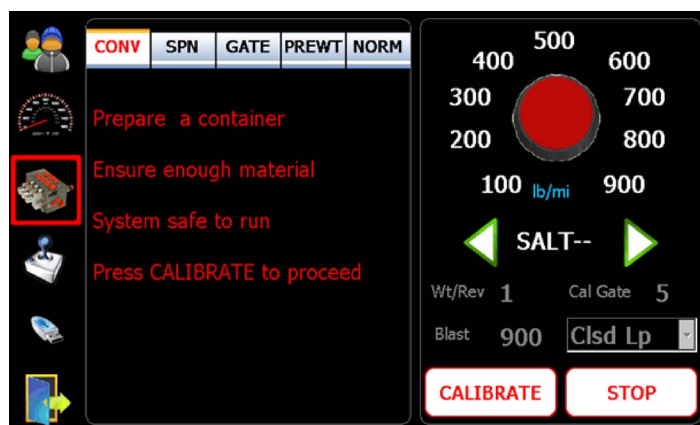 CONV SPN GATE PREWT NORM
Prepare a container
Ensure enough material
System safe to run
Press CALIBRATE to proceed
500
400 600
300 700
200 800
100 lb/mi 900
SALT--
Wt/Rev 1 Cal Gate 5
Blast 900 Clsd Lp
CALIBRATE STOP